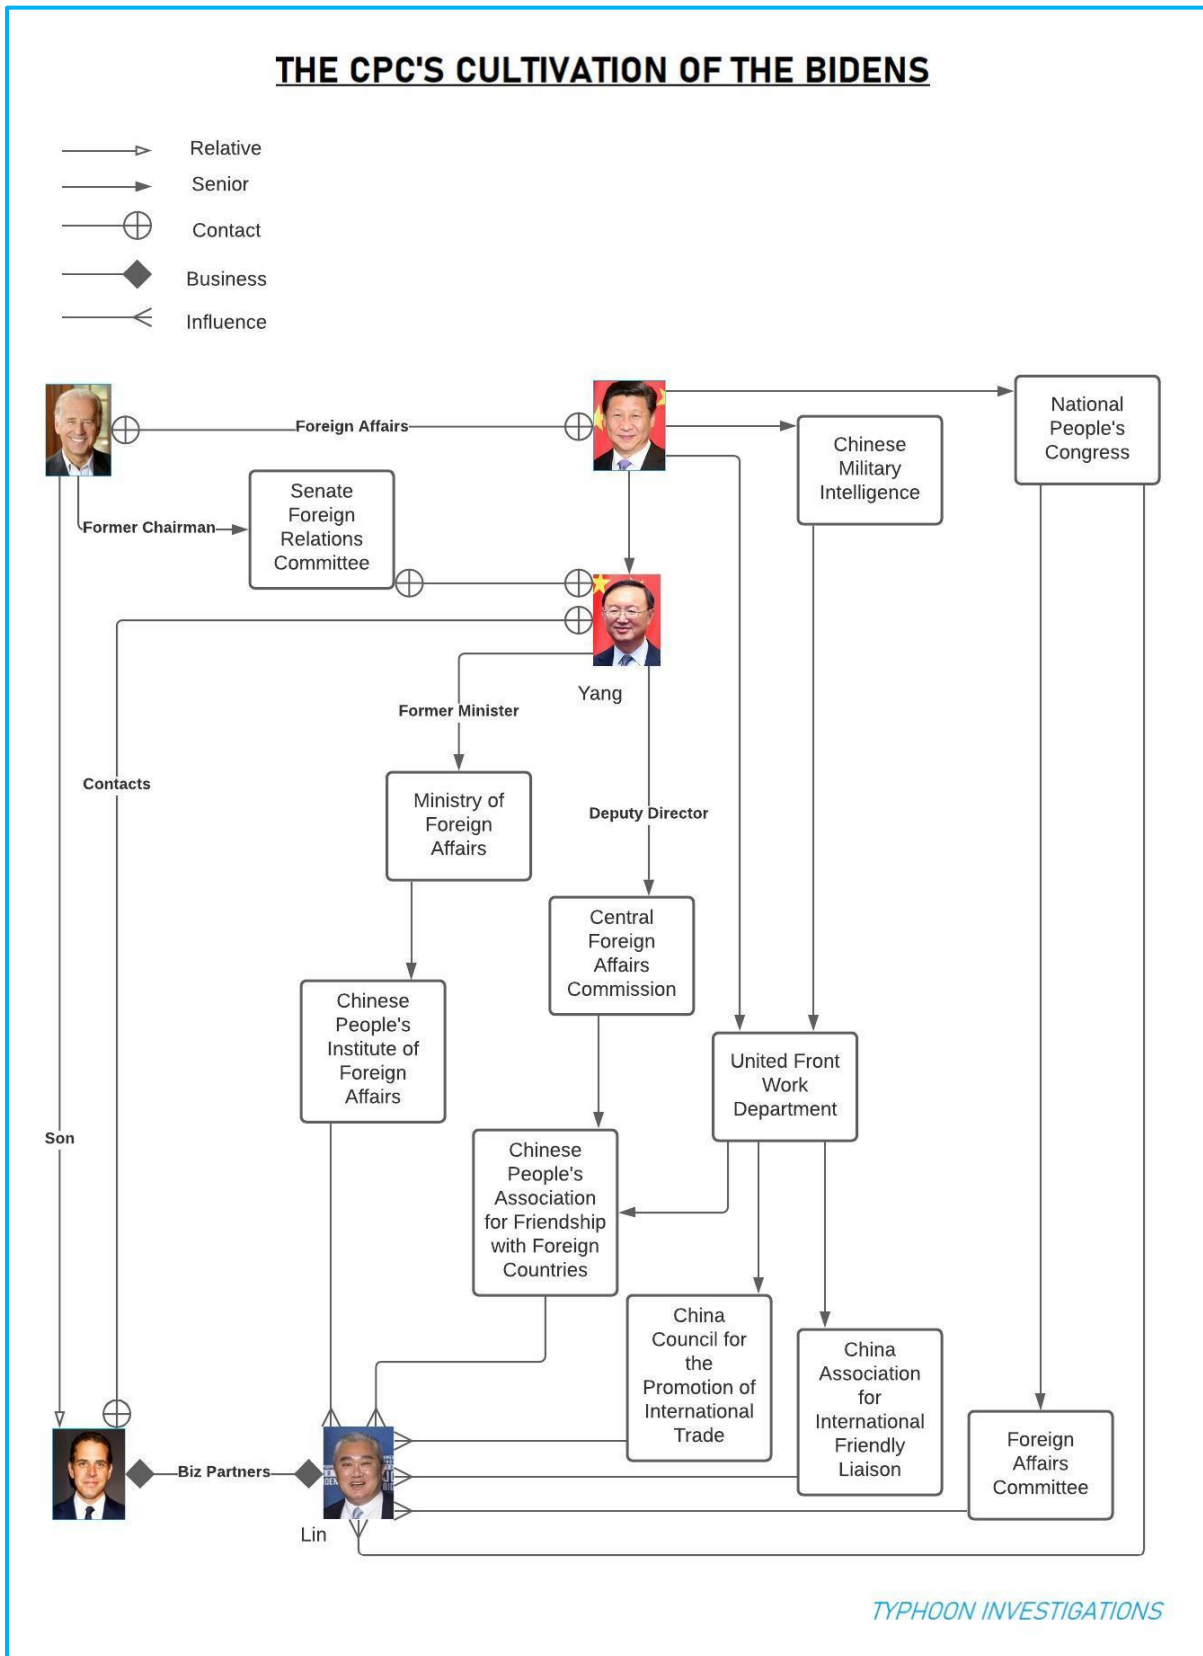 THE CPC'S CULTIVATION OF THE BIDENS
Relative
Senior
Contact
Business
Influence
Foreign Affairs
National
People's
Congress
Chinese
Military
Intelligence
Senate
Foreign
Relations
Committee
Former Chairman
Yang
Former Minister
Contacts
Ministry of
Foreign
Affairs
Deputy Director
Central
Foreign
Affairs
Commission
Chinese
People's
Institute of
Foreign
Affairs
United Front
Work
Department
Son
Chinese
People's
Association
for Friendship
with Foreign
Countries
China
Council for
the
Promotion of
International
Trade
China
Association
for
International
Friendly
Liaison
Foreign
Affairs
Committee
Biz Partners
Lin
TYPHOON INVESTIGATIONS